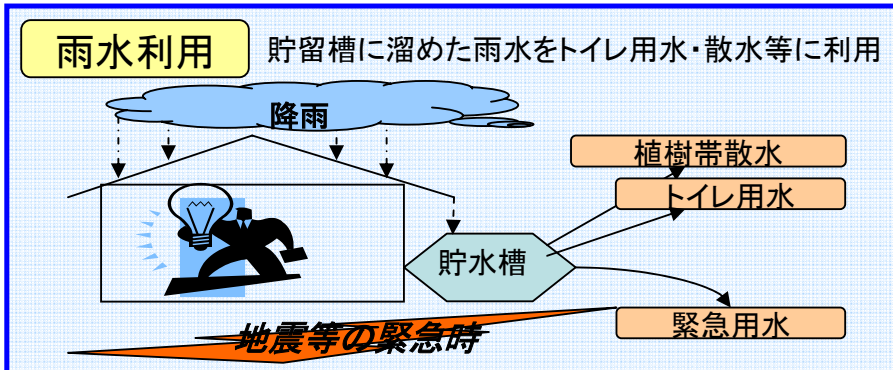 雨水利用
貯留槽に溜めた雨水をトイレ用水・散水等に利用
降雨
植樹帯散水
トイレ用水
貯水槽
緊急用水
地震等の緊急時